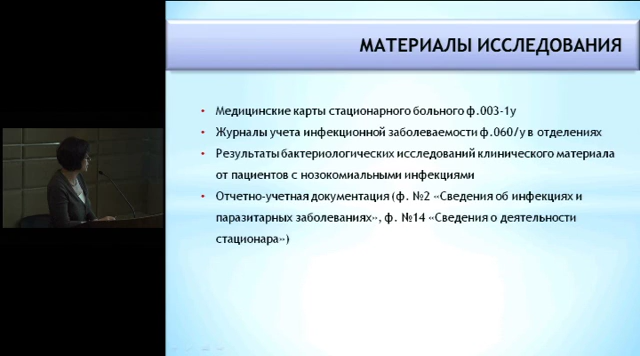 МАТЕРИАЛЫ ИССЛЕДОВАНИЯ
• Медицинские карты стационарного больного ф.003-1у
• Журналы учета инфекционной заболеваемости ф.060/у в отделениях
• Результаты бактериологических исследований клинического материала
от пациентов с нозокомиальными инфекциями
• Отчетно-учетная документация (ф. №2 «Сведения об инфекциях и
паразитарных заболеваниях», ф. №14 «Сведения о деятельности
стационара»)